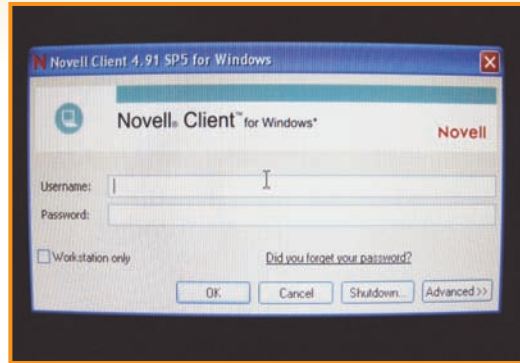 N Novell Client 4.91 SP5 for Windows
Novell® Client™ for Windows*
Novell
Username:
Password:
Workstation only
Did you forget your password?
OK Cancel Shutdown... Advanced >>